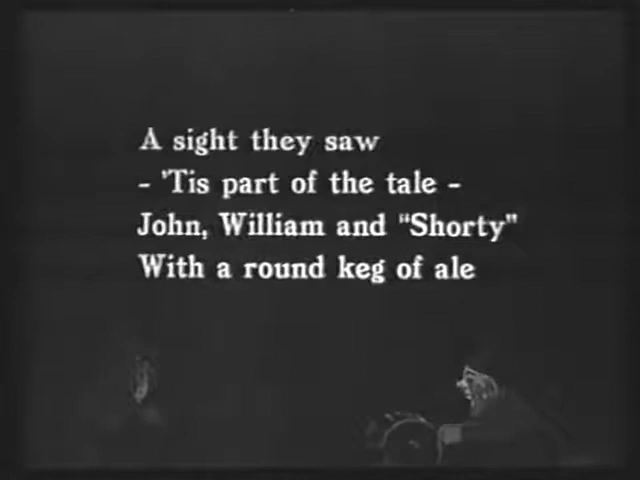 A sight they saw
- 'Tis part of the tale -
John, William and "Shorty"
With a round keg of ale